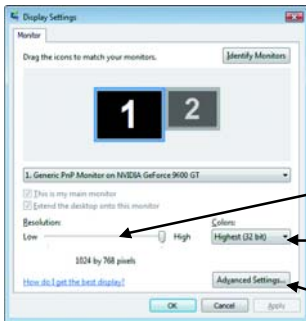 Display Settings
Monitor
Drag the icons to match your monitors.
Identify Monitors
1
2
1. Generic PnP Monitor on NVIDIA GeForce 9600 GT
This is my main monitor
Extend the desktop onto this monitor
Resolution:
Colors:
Low
High
Highest (32 bit)
1024 by 768 pixels
How do I get the best display?
Advanced Settings...
OK
Cancel
Apply